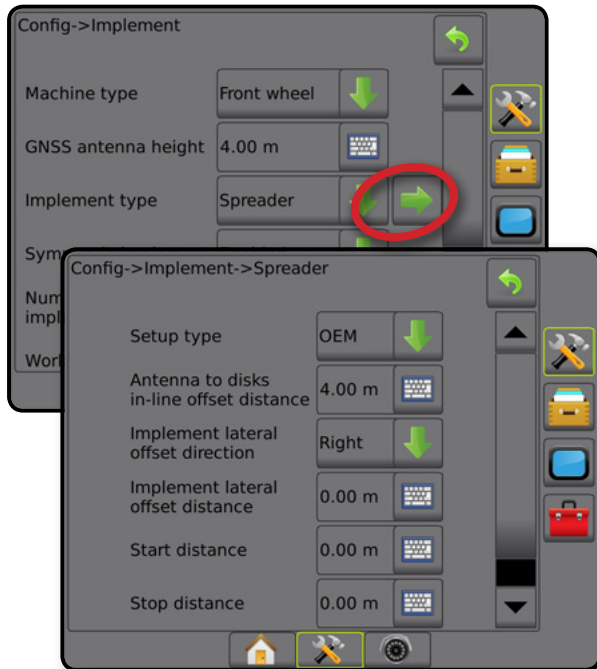 Config->Implement
Machine type
Front wheel
GNSS antenna height
4.00 m
Implement type
Spreader
Config->Implement->Spreader
Setup type
OEM
Antenna to disks
in-line offset distance
4.00 m
Implement lateral
offset direction
Right
Implement lateral
offset distance
0.00 m
Start distance
0.00 m
Stop distance
0.00 m